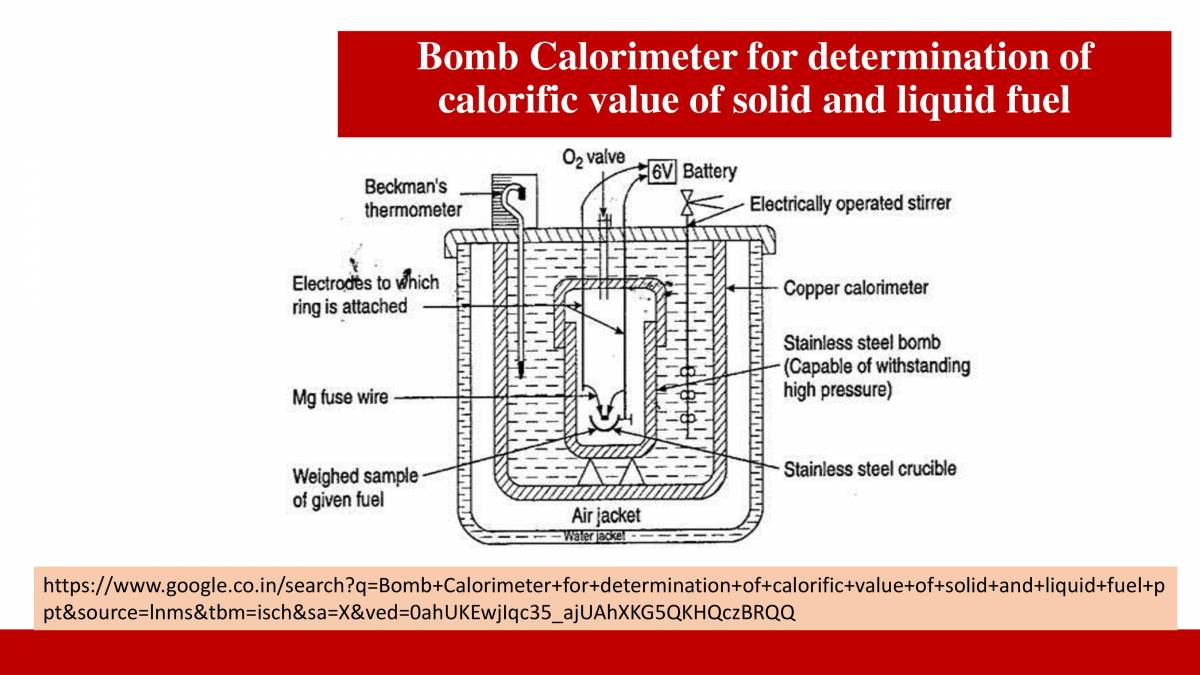 Bomb Calorimeter for determination of
calorific value of solid and liquid fuel
O2 valve
6V Battery
Beckman's
thermometer
Electrically operated stirrer
Electrodes to which
ring is attached
Copper calorimeter
Stainless steel bomb
(Capable of withstanding
high pressure)
Mg fuse wire
Weighed sample
of given fuel
Stainless steel crucible
Air jacket
Water jacket
https://www.google.co.in/search?q=Bomb+Calorimeter+for+determination+of+calorific+value+of+solid+and+liquid+fuel+p
pt&source=lnms&tbm=isch&sa=X&ved=0ahUKEwjIqc35_ajUAhXKG5QKHQczBRQQ